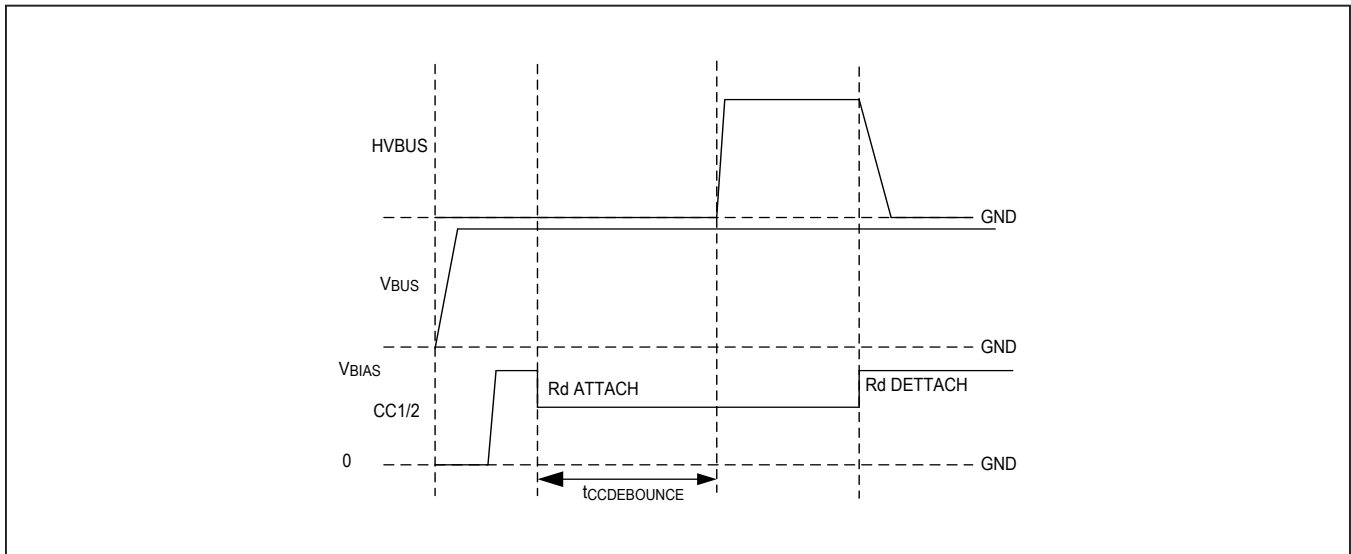 HVBUS
GND
VBUS
GND
VBIAS
Rd ATTACH
Rd DETTACH
CC1/2
0
GND
tCCDEBOUNCE